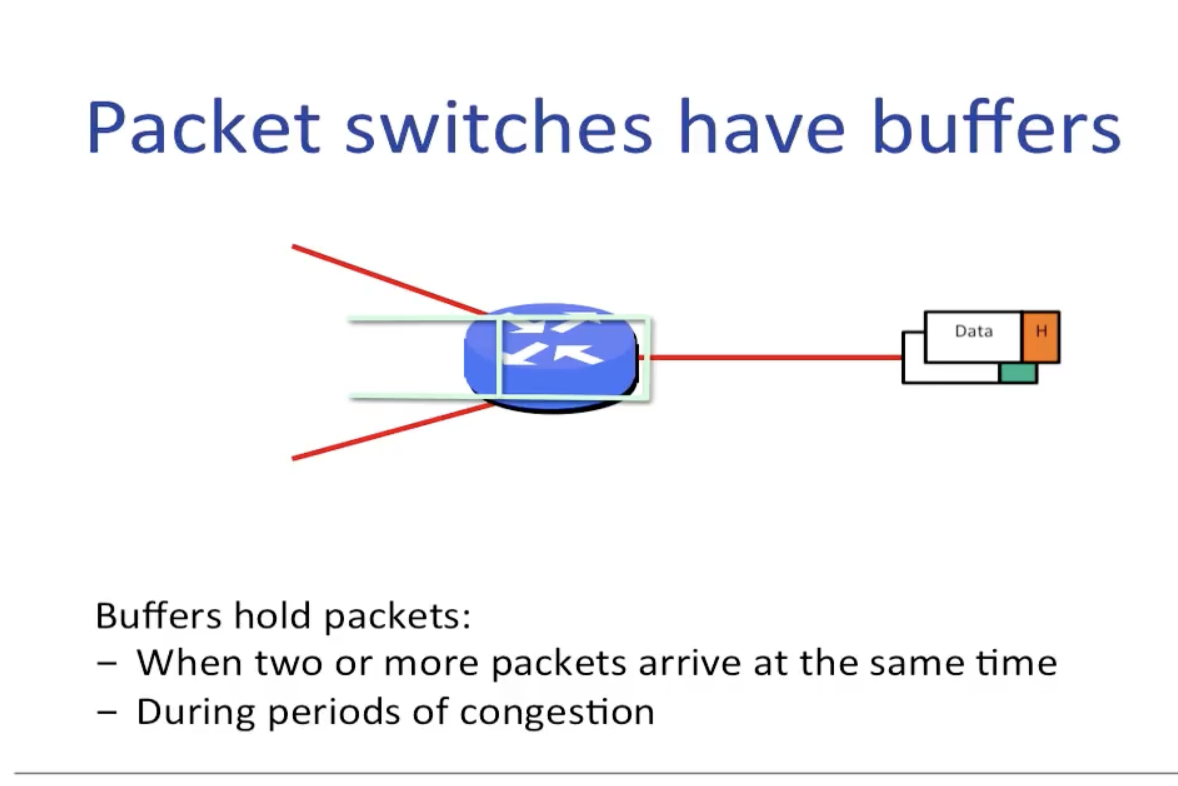 Packet switches have buffers
Data H
Buffers hold packets:
– When two or more packets arrive at the same time
– During periods of congestion